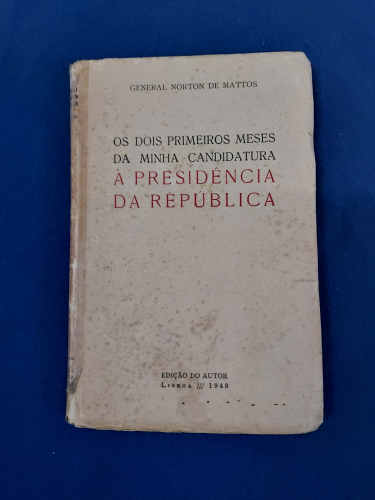 GENERAL NORTON DE MATTOS
OS DOIS PRIMEIROS MESES
DA MINHA CANDIDATURA
À PRESIDÊNCIA
DA REPÚBLICA
EDIÇÃO DO AUTOR
LISBOA /// 1948